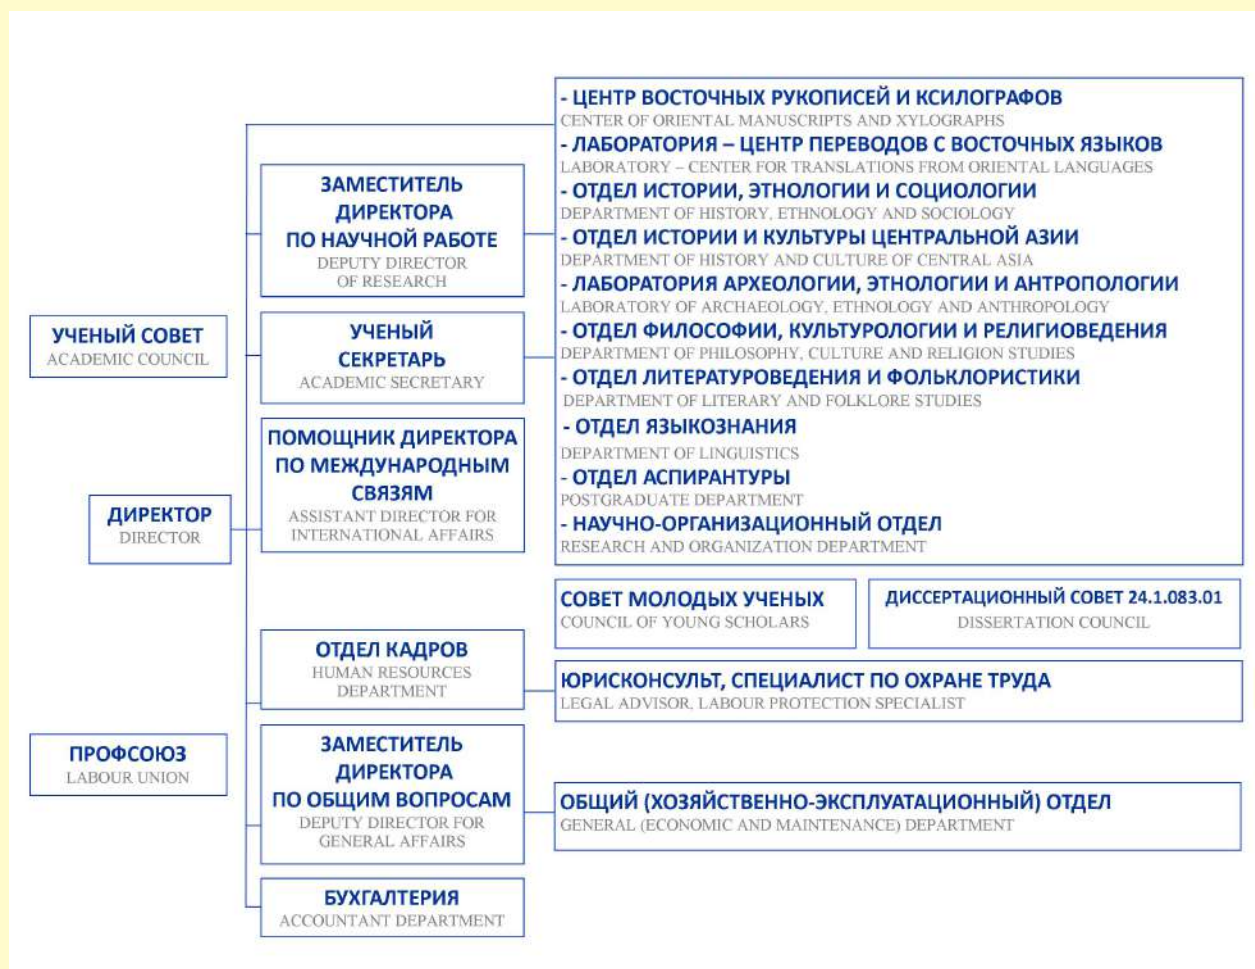 УЧЕНЫЙ СОВЕТ
ACADEMIC COUNCIL
ДИРЕКТОР
DIRECTOR
ПРОФСОЮЗ
LABOUR UNION
ЗАМЕСТИТЕЛЬ
ДИРЕКТОРА
ПО НАУЧНОЙ РАБОТЕ
DEPUTY DIRECTOR
OF RESEARCH
УЧЕНЫЙ
СЕКРЕТАРЬ
ACADEMIC SECRETARY
ПОМОЩНИК ДИРЕКТОРА
ПО МЕЖДУНАРОДНЫМ
СВЯЗЯМ
ASSISTANT DIRECTOR FOR
INTERNATIONAL AFFAIRS
ОТДЕЛ КАДРОВ
HUMAN RESOURCES
DEPARTMENT
ЗАМЕСТИТЕЛЬ
ДИРЕКТОРА
ПО ОБЩИМ ВОПРОСАМ
DEPUTY DIRECTOR FOR
GENERAL AFFAIRS
БУХГАЛТЕРИЯ
ACCOUNTANT DEPARTMENT
- ЦЕНТР ВОСТОЧНЫХ РУКОПИСЕЙ И КСИЛОГРАФОВ
CENTER OF ORIENTAL MANUSCRIPTS AND XYLOGRAPHS
- ЛАБОРАТОРИЯ – ЦЕНТР ПЕРЕВОДОВ С ВОСТОЧНЫХ ЯЗЫКОВ
LABORATORY – CENTER FOR TRANSLATIONS FROM ORIENTAL LANGUAGES
- ОТДЕЛ ИСТОРИИ, ЭТНОЛОГИИ И СОЦИОЛОГИИ
DEPARTMENT OF HISTORY, ETHNOLOGY AND SOCIOLOGY
- ОТДЕЛ ИСТОРИИ И КУЛЬТУРЫ ЦЕНТРАЛЬНОЙ АЗИИ
DEPARTMENT OF HISTORY AND CULTURE OF CENTRAL ASIA
- ЛАБОРАТОРИЯ АРХЕОЛОГИИ, ЭТНОЛОГИИ И АНТРОПОЛОГИИ
LABORATORY OF ARCHAEOLOGY, ETHNOLOGY AND ANTHROPOLOGY
- ОТДЕЛ ФИЛОСОФИИ, КУЛЬТУРОЛОГИИ И РЕЛИГИОВЕДЕНИЯ
DEPARTMENT OF PHILOSOPHY, CULTURE AND RELIGION STUDIES
- ОТДЕЛ ЛИТЕРАТУРОВЕДЕНИЯ И ФОЛЬКЛОРИСТИКИ
DEPARTMENT OF LITERARY AND FOLKLORE STUDIES
- ОТДЕЛ ЯЗЫКОЗНАНИЯ
DEPARTMENT OF LINGUISTICS
- ОТДЕЛ АСПИРАНТУРЫ
POSTGRADUATE DEPARTMENT
- НАУЧНО-ОРГАНИЗАЦИОННЫЙ ОТДЕЛ
RESEARCH AND ORGANIZATION DEPARTMENT
СОВЕТ МОЛОДЫХ УЧЕНЫХ
COUNCIL OF YOUNG SCHOLARS
ДИССЕРТАЦИОННЫЙ СОВЕТ 24.1.083.01
DISSERTATION COUNCIL
ЮРИСКОНСУЛЬТ, СПЕЦИАЛИСТ ПО ОХРАНЕ ТРУДА
LEGAL ADVISOR, LABOUR PROTECTION SPECIALIST
ОБЩИЙ (ХОЗЯЙСТВЕННО-ЭКСПЛУАТАЦИОННЫЙ) ОТДЕЛ
GENERAL (ECONOMIC AND MAINTENANCE) DEPARTMENT